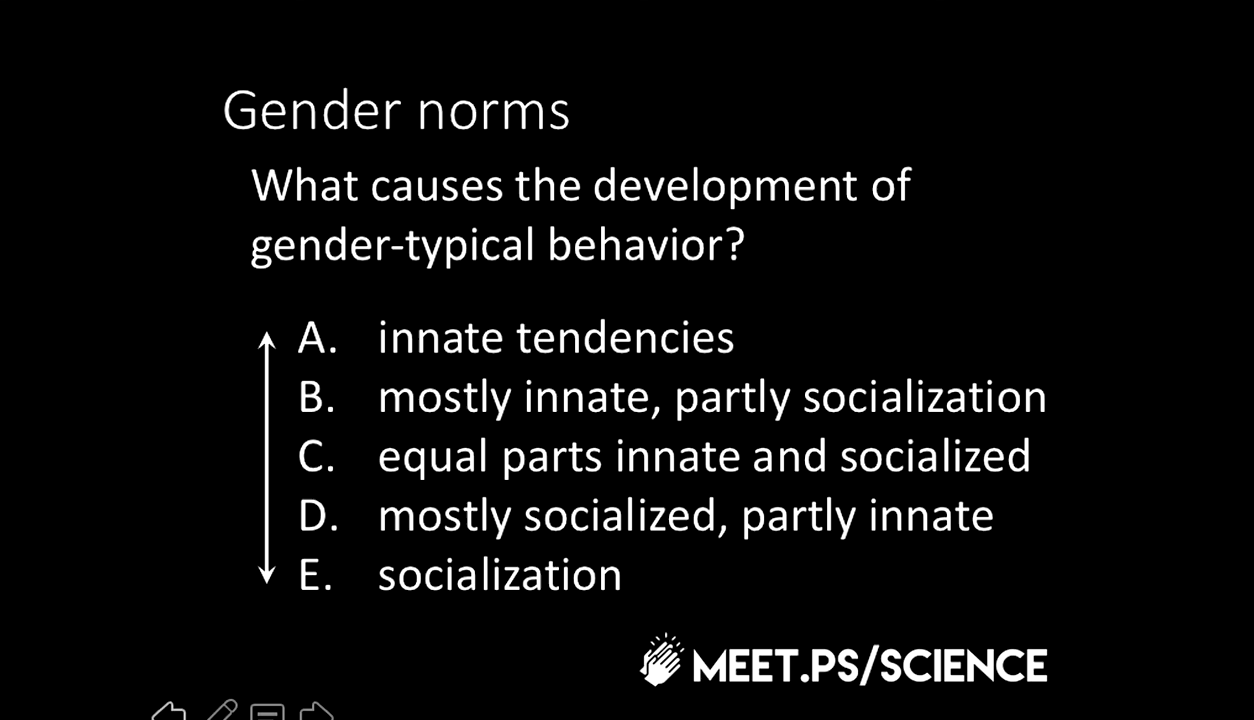 Gender norms
What causes the development of
gender-typical behavior?
A. innate tendencies
B. mostly innate, partly socialization
C. equal parts innate and socialized
D. mostly socialized, partly innate
E. socialization
MEET.PS/SCIENCE